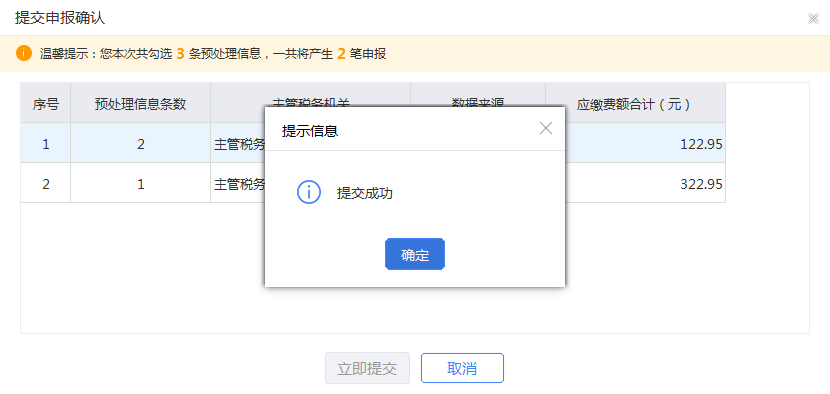 提交申报确认
温馨提示：您本次共勾选 3 条预处理信息，一共将产生 2 笔申报
序号 预处理信息条数 主管税务机关 数据来源 应缴费额合计（元）
提示信息
1 2 主管税务 122.95
2 1 主管税务 322.95
提交成功
确定
立即提交 取消